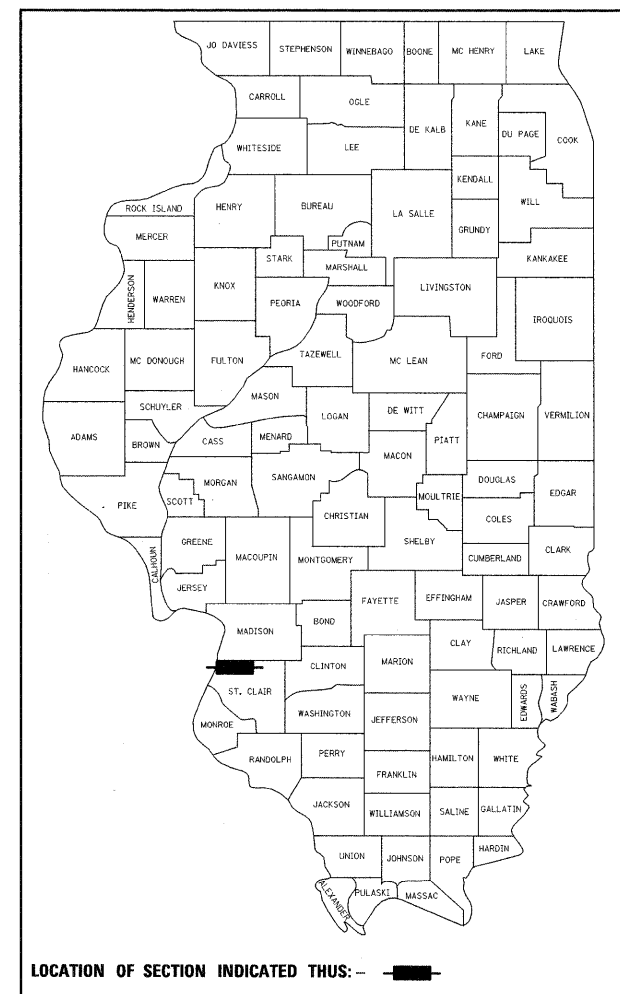 JO DAVIESS STEPHENSON WINNEBAGO BOONE MC HENRY LAKE
CARROLL OGLE DE KALB KANE DU PAGE COOK
WHITESIDE LEE KENDALL WILL
ROCK ISLAND HENRY BUREAU LA SALLE GRUNDY
MERCER PUTNAM KANKAKEE
STARK MARSHALL
HENDERSON WARREN KNOX PEORIA WOODFORD LIVINGSTON IROQUOIS
HANCOCK MC DONOUGH FULTON TAZEWELL MC LEAN FORD
SCHUYLER MASON LOGAN DE WITT CHAMPAIGN VERMILION
ADAMS BROWN CASS MENARD MACON PIATT
PIKE SCOTT MORGAN SANGAMON MOULTRIE DOUGLAS EDGAR
CHRISTIAN COLES
GREENE MACOUPIN MONTGOMERY SHELBY CUMBERLAND CLARK
CALHOUN JERSEY FAYETTE EFFINGHAM JASPER CRAWFORD
MADISON BOND CLAY RICHLAND LAWRENCE
ST. CLAIR CLINTON MARION WAYNE EDWARDS WABASH
MONROE WASHINGTON JEFFERSON
RANDOLPH PERRY FRANKLIN HAMILTON WHITE
JACKSON WILLIAMSON SALINE GALLATIN
UNION JOHNSON POPE HARDIN
ALEXANDER PULASKI MASSAC
LOCATION OF SECTION INDICATED THUS: –